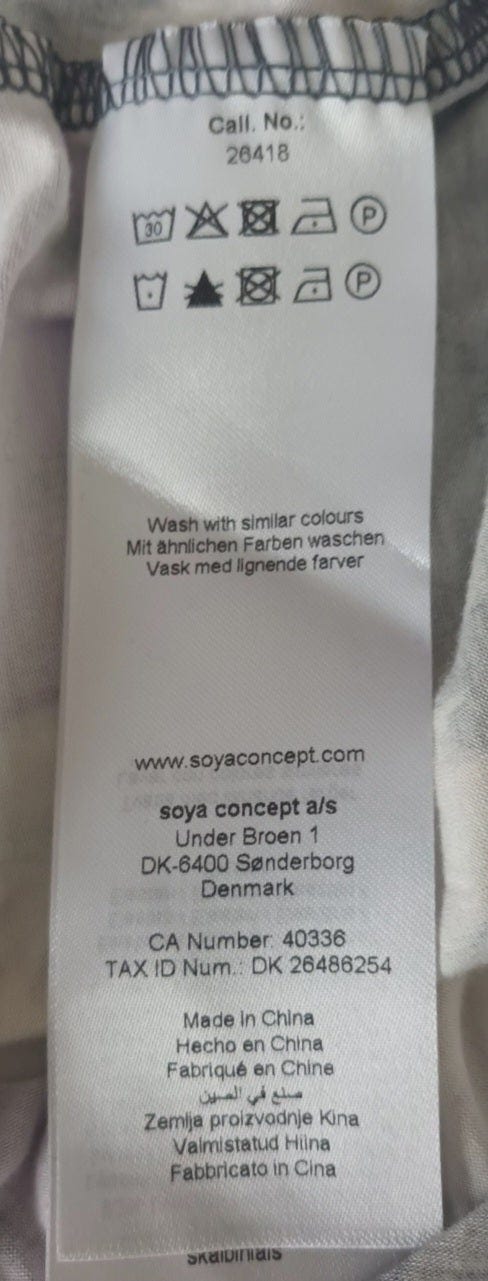 Call. No.:
26418
30
P
P
Wash with similar colours
Mit ähnlichen Farben waschen
Vask med lignende farver
www.soyaconcept.com
soya concept a/s
Under Broen 1
DK-6400 Sønderborg
Denmark
CA Number: 40336
TAX ID Num.: DK 26486254
Made in China
Hecho en China
Fabriqué en Chine
صنع في الصين
Zemlja proizvodnje Kina
Valmistatud Hiina
Fabbricato in Cina